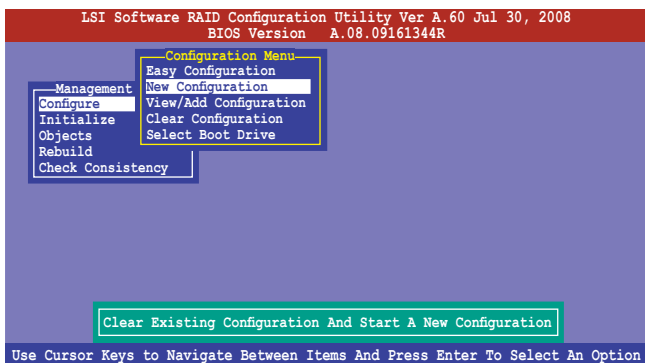 LSI Software RAID Configuration Utility Ver A.60 Jul 30, 2008
BIOS Version A.08.09161344R
Management
Configure
Initialize
Objects
Rebuild
Check Consistency
Configuration Menu
Easy Configuration
New Configuration
View/Add Configuration
Clear Configuration
Select Boot Drive
Clear Existing Configuration And Start A New Configuration
Use Cursor Keys to Navigate Between Items And Press Enter To Select An Option